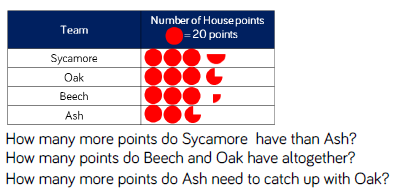 Team
Number of Housepoints
= 20 points
Sycamore
Oak
Beech
Ash
How many more points do Sycamore have than Ash?
How many points do Beech and Oak have altogether?
How many more points do Ash need to catch up with Oak?